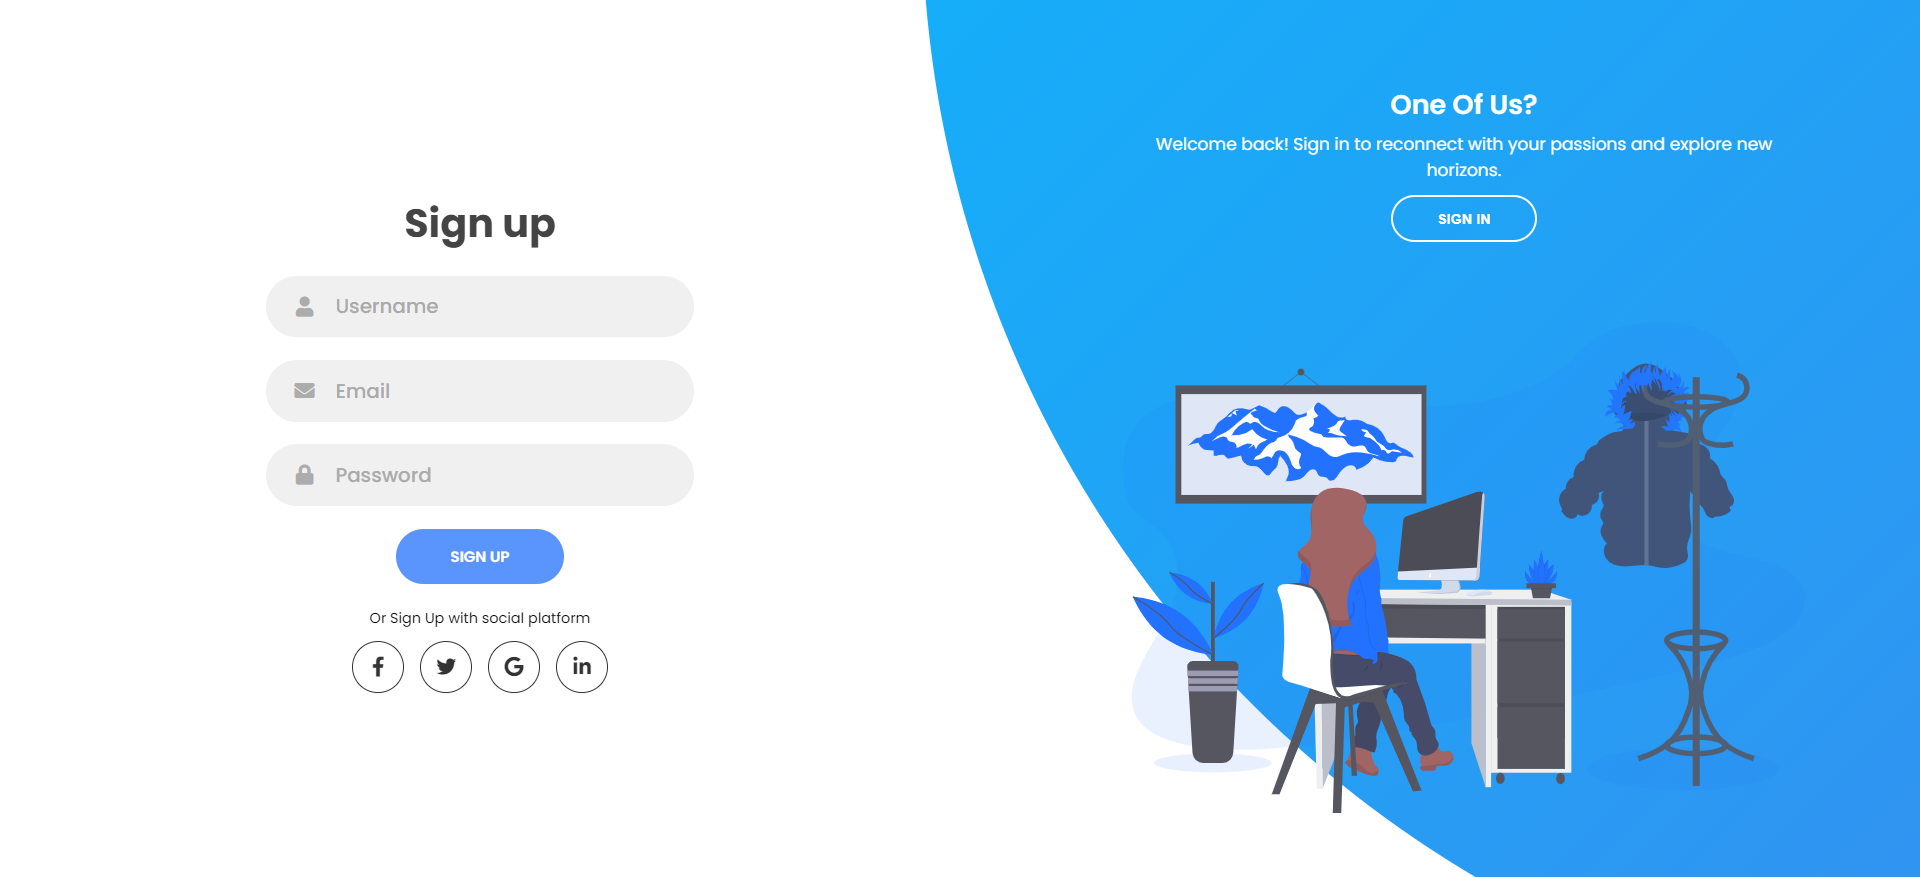 Sign up
Username
Email
Password
SIGN UP
Or Sign Up with social platform
One Of Us?
Welcome back! Sign in to reconnect with your passions and explore new
horizons.
SIGN IN